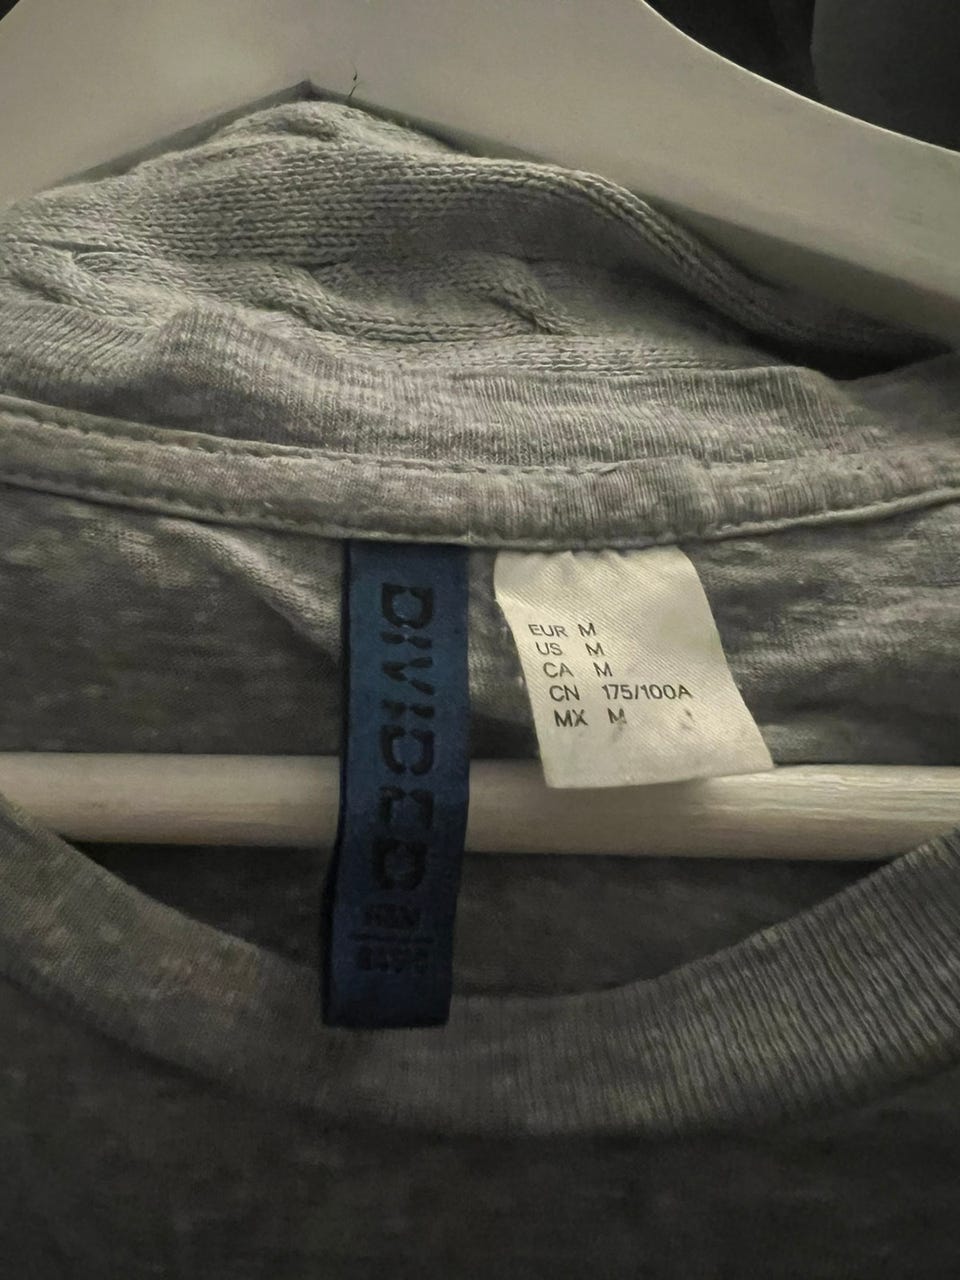 DIVIDED
EUR M
US M
CA M
CN 175/100A
MX M